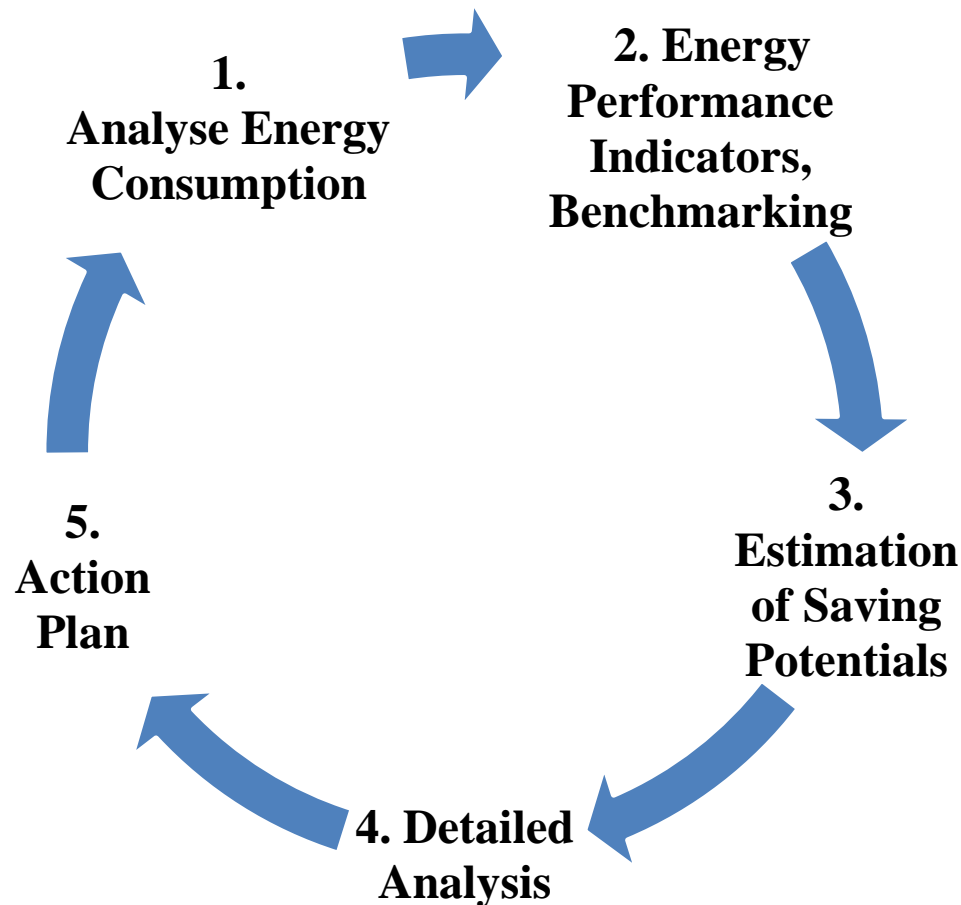 1.
Analyse Energy
Consumption
2. Energy
Performance
Indicators,
Benchmarking
3.
Estimation
of Saving
Potentials
4. Detailed
Analysis
5.
Action
Plan